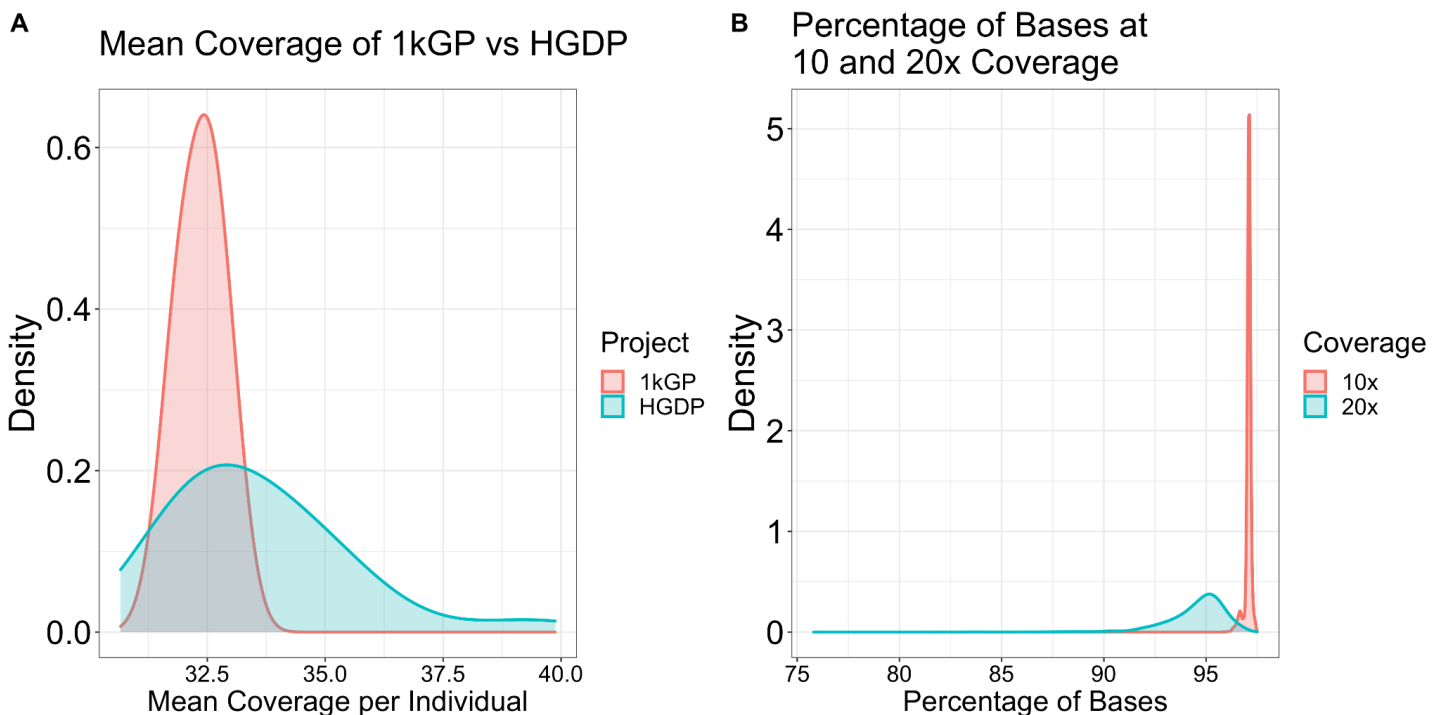 A
Mean Coverage of 1kGP vs HGDP
Density
0.6
0.4
0.2
0.0
32.5 35.0 37.5 40.0
Mean Coverage per Individual
Project
1kGP
HGDP
B
Percentage of Bases at
10 and 20x Coverage
Density
5
4
3
2
1
0
75 80 85 90 95
Percentage of Bases
Coverage
10x
20x